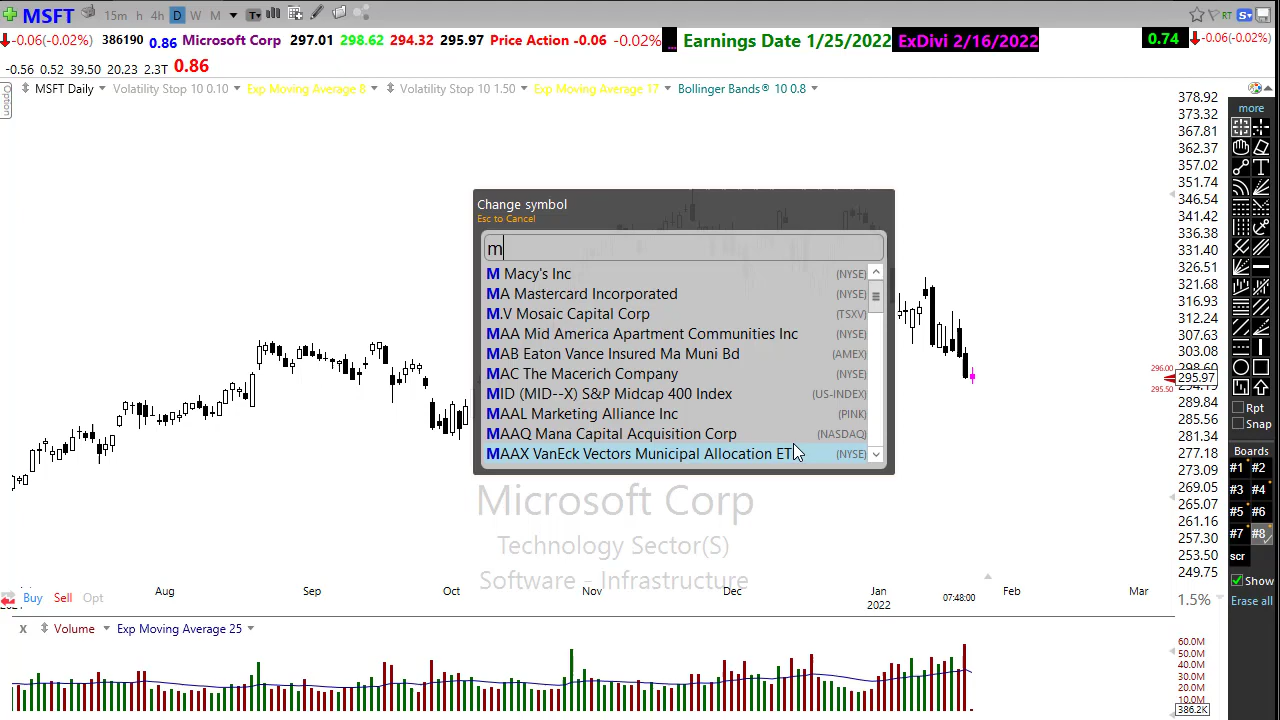 MSFT 15m h 4h D W M T RT S
-0.06(-0.02%) 386190 0.86 Microsoft Corp 297.01 298.62 294.32 295.97 Price Action -0.06 -0.02% ... Earnings Date 1/25/2022 ExDivi 2/16/2022 0.74 -0.06(-0.02%)
-0.56 0.52 39.50 20.23 2.3T 0.86
MSFT Daily Volatility Stop 10 0.10 Exp Moving Average 8 Volatility Stop 10 1.50 Exp Moving Average 17 Bollinger Bands® 10 0.8
Option
Change symbol
Esc to Cancel
m
M Macy's Inc (NYSE)
MA Mastercard Incorporated (NYSE)
M.V Mosaic Capital Corp (TSXV)
MAA Mid America Apartment Communities Inc (NYSE)
MAB Eaton Vance Insured Ma Muni Bd (AMEX)
MAC The Macerich Company (NYSE)
MID (MID--X) S&P Midcap 400 Index (US-INDEX)
MAAL Marketing Alliance Inc (PINK)
MAAQ Mana Capital Acquisition Corp (NASDAQ)
MAAX VanEck Vectors Municipal Allocation ET (NYSE)
Microsoft Corp
Technology Sector(S)
Software - Infrastructure
378.92
373.32
367.81
362.37
357.02
351.74
346.54
341.42
336.38
331.40
326.51
321.68
316.93
312.24
307.63
303.08
296.00
295.97
295.50
289.84
285.56
281.34
277.18
273.09
269.05
265.07
261.16
257.30
253.50
249.75
more
T
Rpt
Snap
Boards
#1 #2
#3 #4
#5 #6
#7 #8
scr
Show
Erase all
Aug Sep Oct Nov Dec Jan 2022 07:48:00 Feb Mar
Buy Sell Opt
1.5%
X Volume Exp Moving Average 25
60.0M
50.0M
40.0M
30.0M
20.0M
10.0M
386.2K